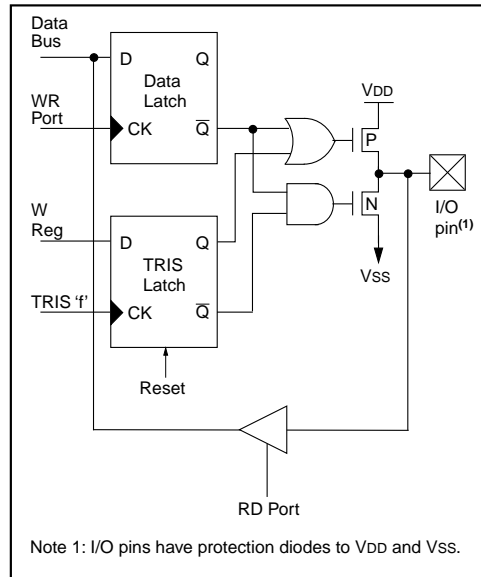 Data
Bus
D
Q
Data
Latch
WR
Port
CK
Q̅
VDD
P
N
I/O
pin(1)
VSS
W
Reg
D
Q
TRIS
Latch
TRIS 'f'
CK
Q̅
Reset
RD Port
Note 1: I/O pins have protection diodes to VDD and VSS.